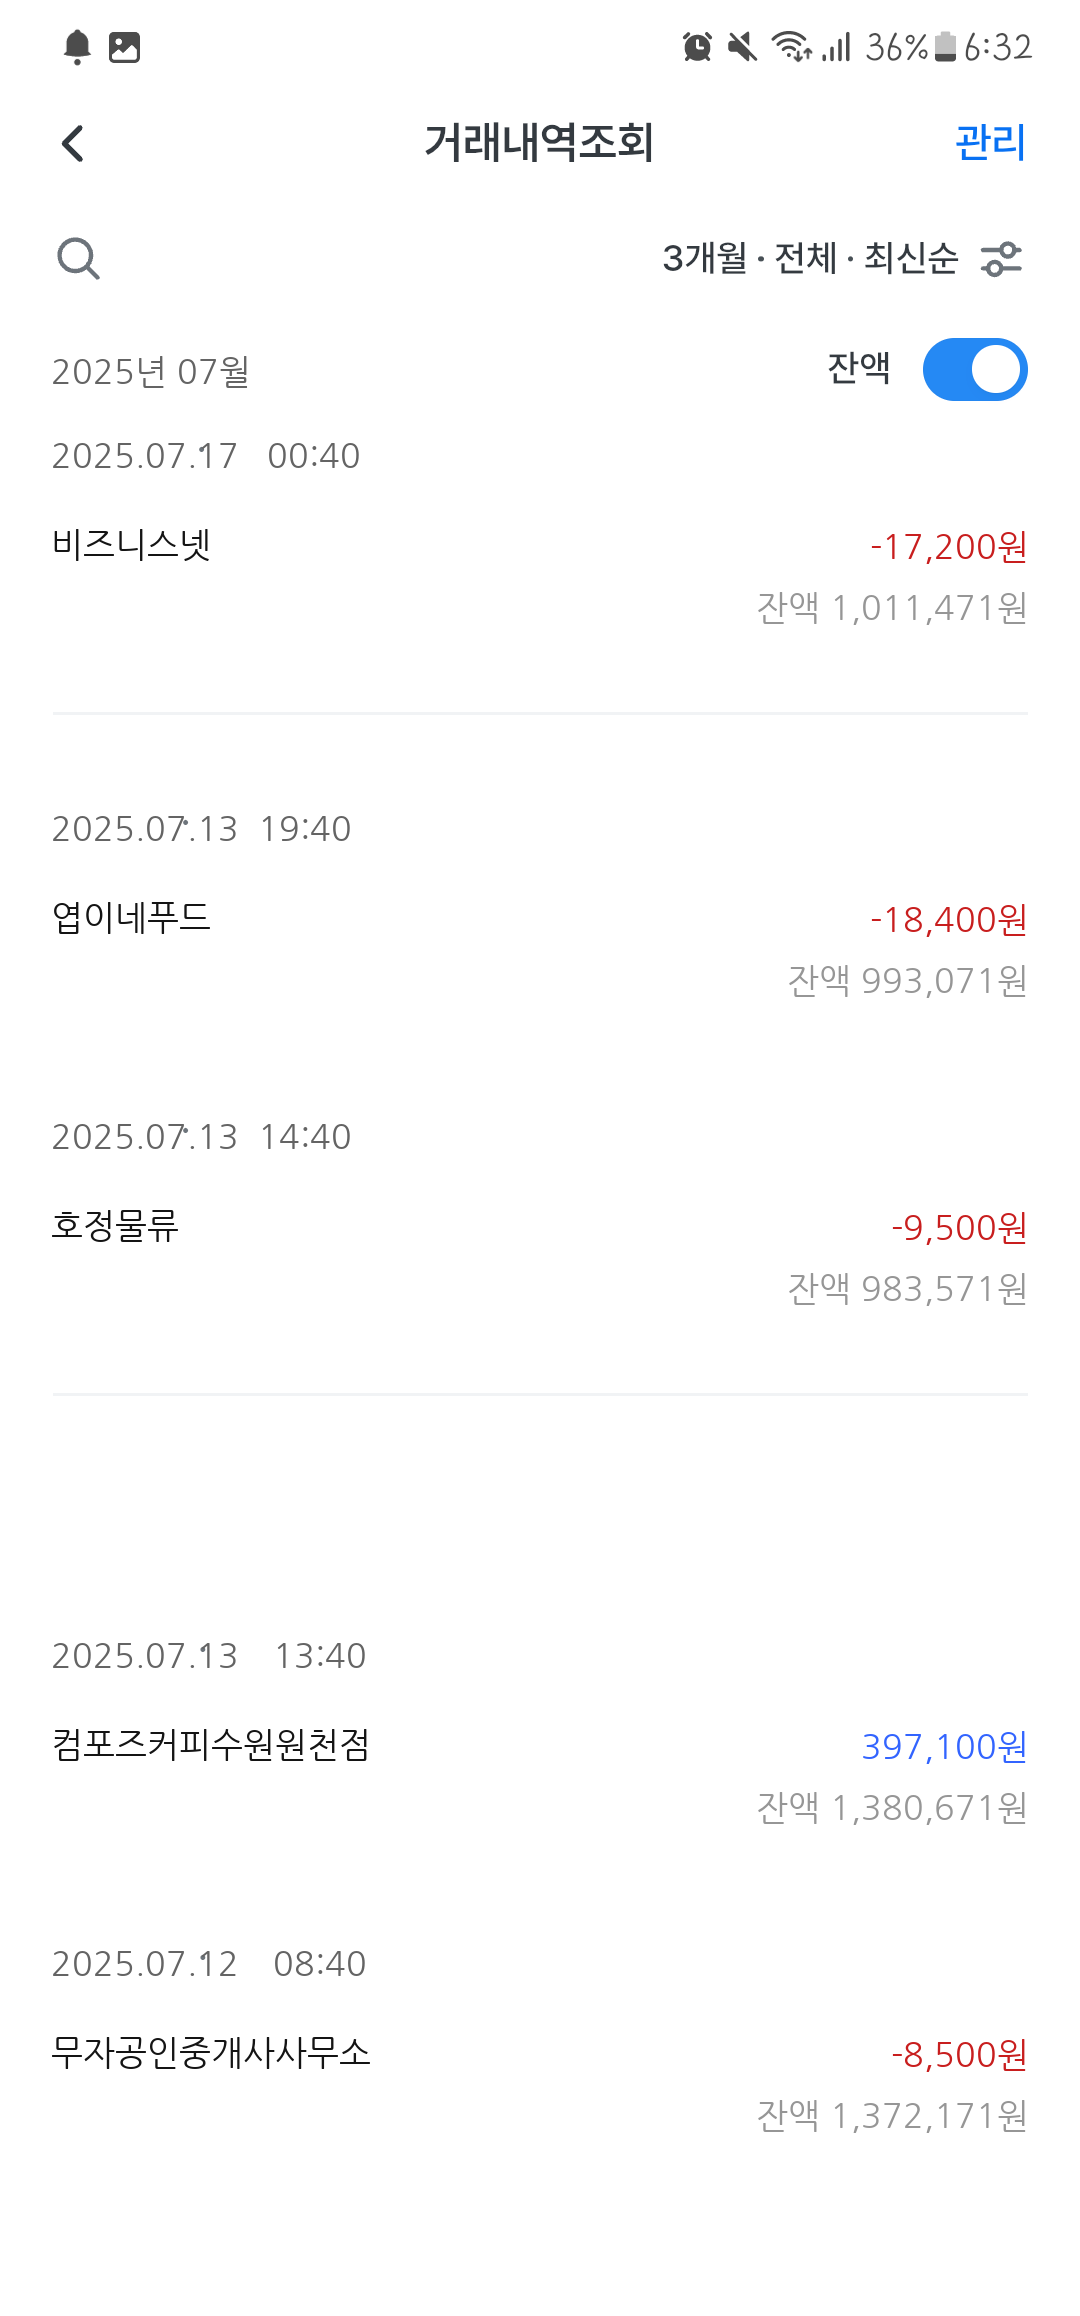 36% 6:32
거래내역조회 관리
3개월 · 전체 · 최신순
2025년 07월 잔액
2025.07.17 00:40
비즈니스넷 -17,200원
잔액 1,011,471원
2025.07.13 19:40
엽이네푸드 -18,400원
잔액 993,071원
2025.07.13 14:40
호정물류 -9,500원
잔액 983,571원
2025.07.13 13:40
컴포즈커피수원원천점 397,100원
잔액 1,380,671원
2025.07.12 08:40
무자공인중개사사무소 -8,500원
잔액 1,372,171원